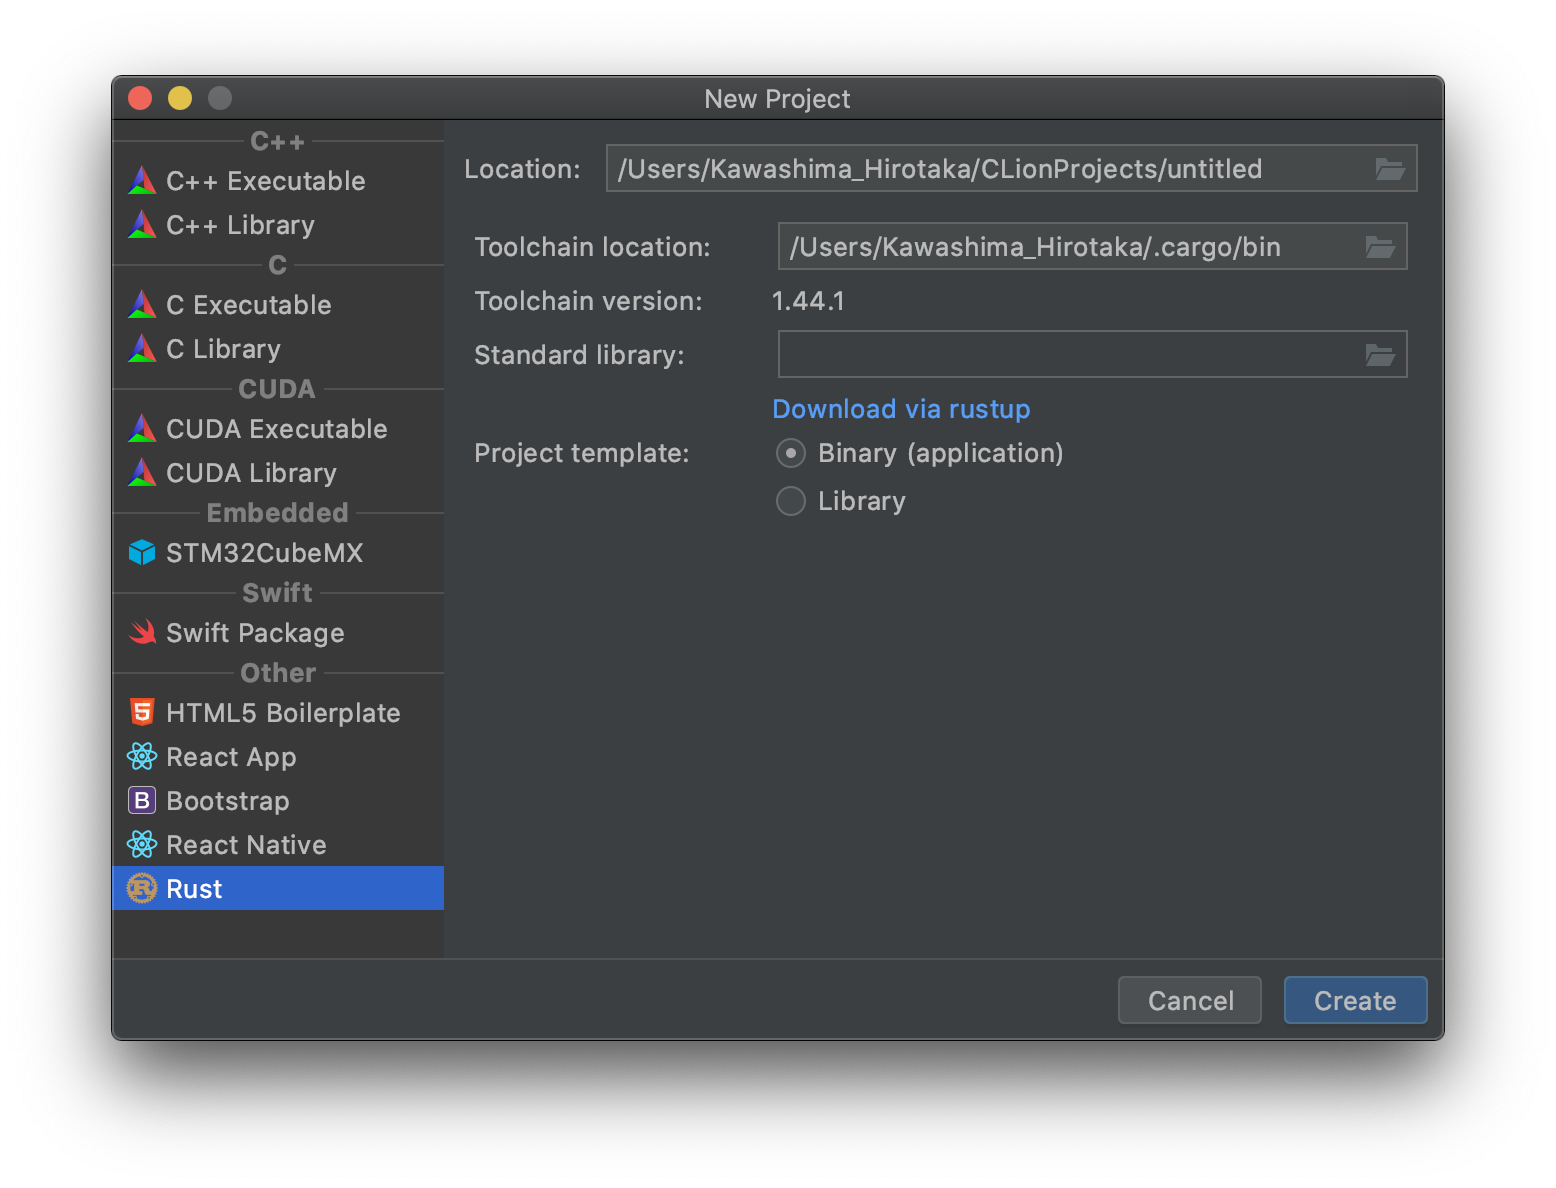 New Project
C++
C++ Executable
C++ Library
C
C Executable
C Library
CUDA
CUDA Executable
CUDA Library
Embedded
STM32CubeMX
Swift
Swift Package
Other
HTML5 Boilerplate
React App
B Bootstrap
React Native
Rust
Location: /Users/Kawashima_Hirotaka/CLionProjects/untitled
Toolchain location: /Users/Kawashima_Hirotaka/.cargo/bin
Toolchain version: 1.44.1
Standard library:
Download via rustup
Project template: Binary (application)
Library
Cancel Create